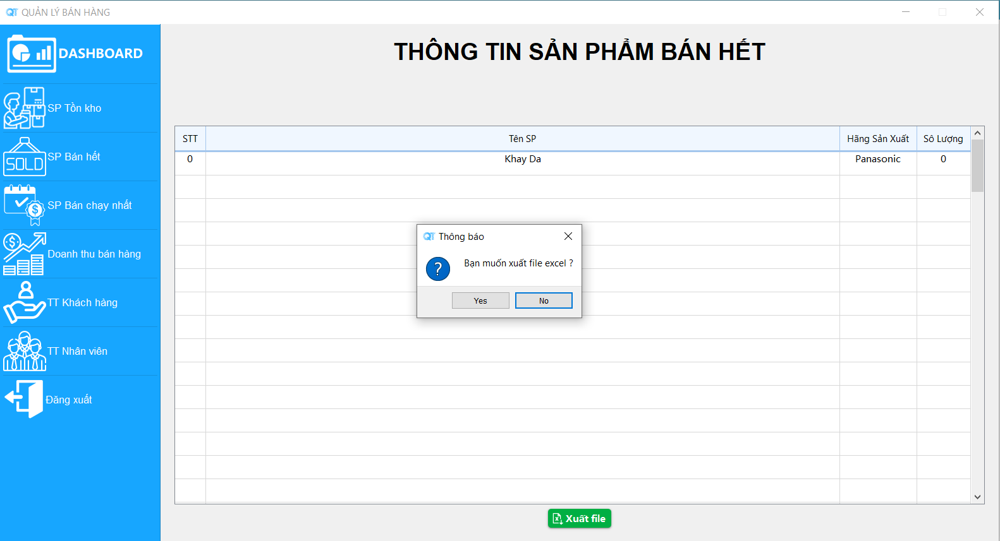 QT QUẢN LÝ BÁN HÀNG
DASHBOARD
SP Tồn kho
SOLD
SP Bán hết
$
SP Bán chạy nhất
$
Doanh thu bán hàng
TT Khách hàng
TT Nhân viên
Đăng xuất
THÔNG TIN SẢN PHẨM BÁN HẾT
STT Tên SP Hãng Sản Xuất Sô Lượng
0 Khay Da Panasonic 0
QT Thông báo
? Bạn muốn xuất file excel ?
Yes No
X Xuất file